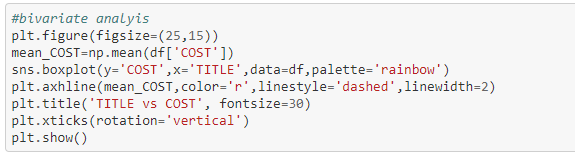 #bivariate analyis
plt.figure(figsize=(25,15))
mean_COST=np.mean(df['COST'])
sns.boxplot(y='COST',x='TITLE',data=df,palette='rainbow')
plt.axhline(mean_COST,color='r',linestyle='dashed',linewidth=2)
plt.title('TITLE vs COST', fontsize=30)
plt.xticks(rotation='vertical')
plt.show()